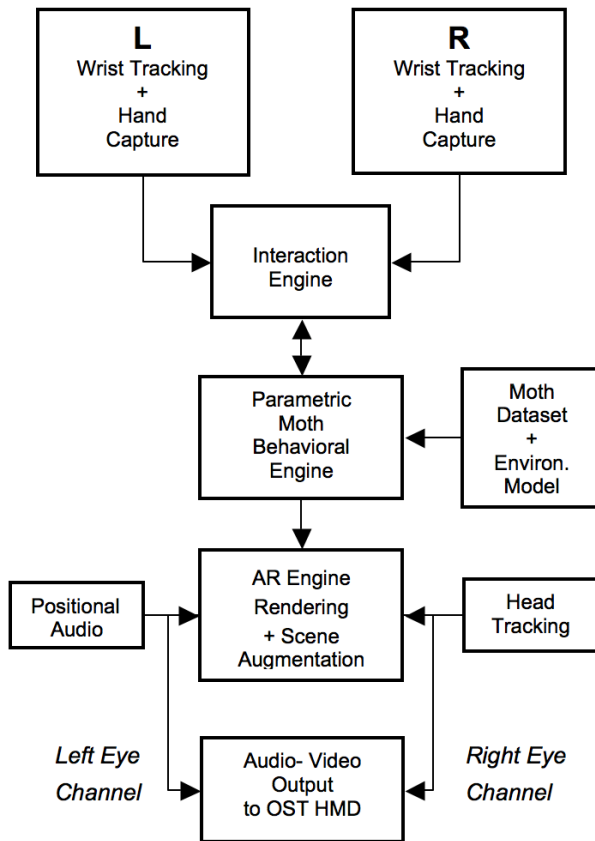 L
Wrist Tracking
+
Hand
Capture
R
Wrist Tracking
+
Hand
Capture
Interaction
Engine
Parametric
Moth
Behavioral
Engine
Moth
Dataset
+
Environ.
Model
Positional
Audio
AR Engine
Rendering
+ Scene
Augmentation
Head
Tracking
Left Eye
Channel
Audio- Video
Output
to OST HMD
Right Eye
Channel